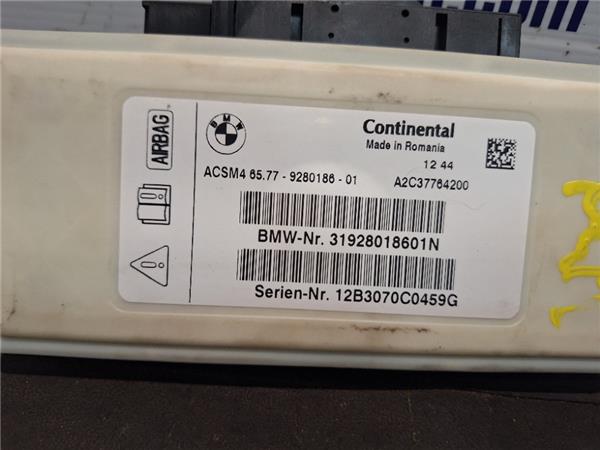 .com
AIRBAG
BMW
Continental
Made in Romania
12 44
ACSM4 65.77 - 9280186 - 01
A2C37764200
BMW-Nr. 31928018601N
Serien-Nr. 12B3070C0459G